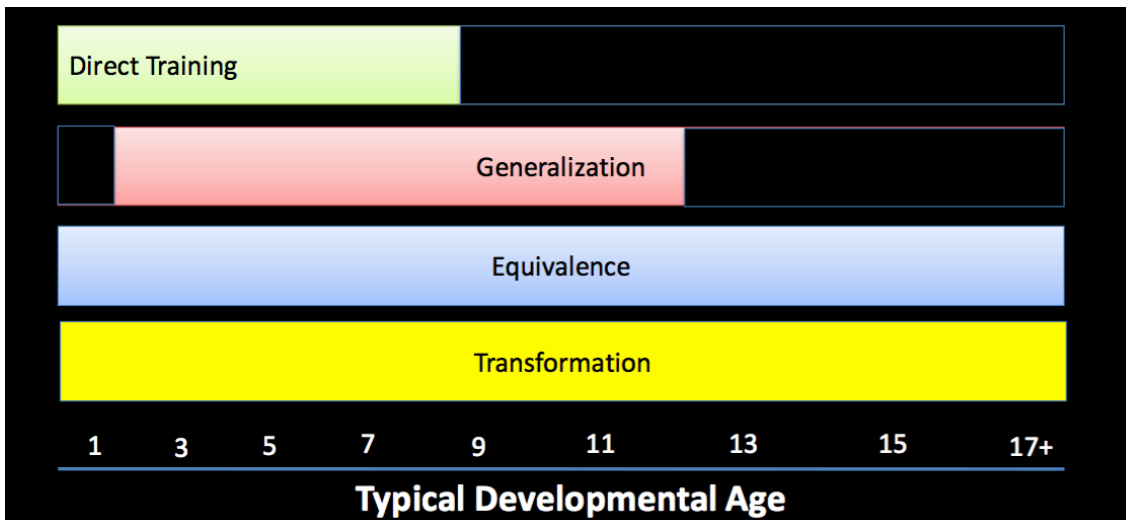 Direct Training
Generalization
Equivalence
Transformation
1 3 5 7 9 11 13 15 17+
Typical Developmental Age